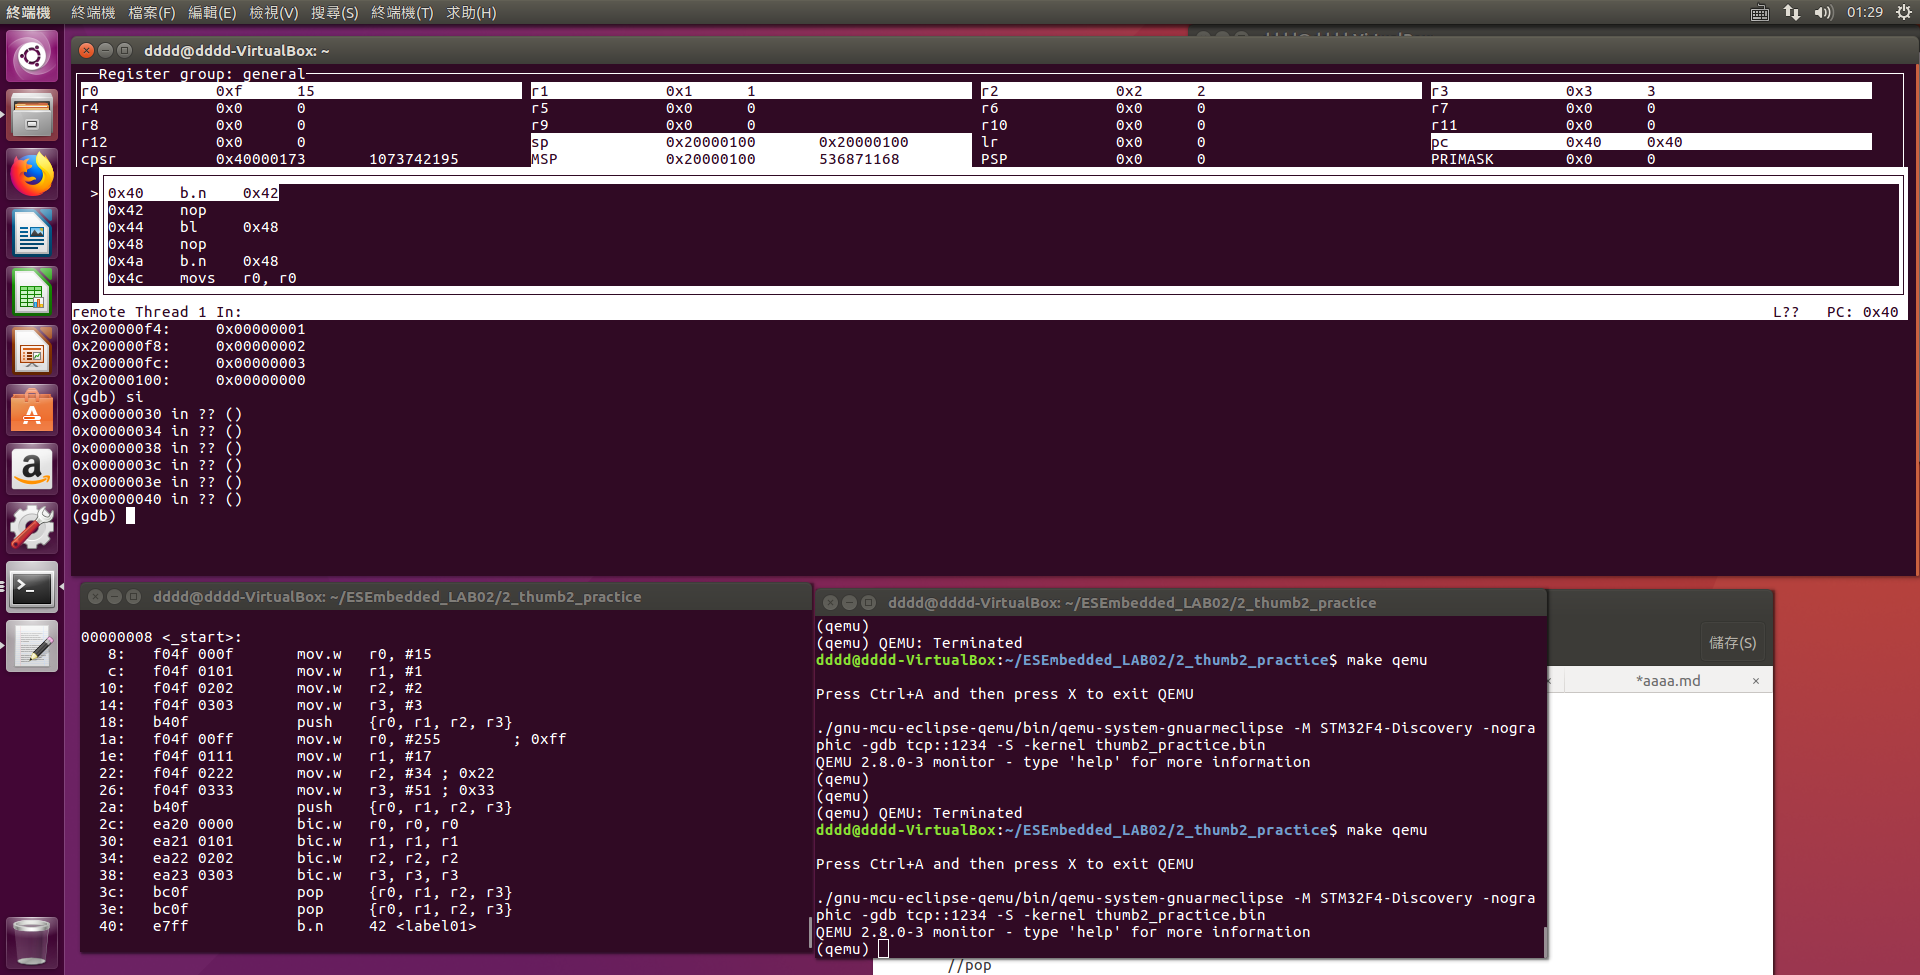 終端機 終端機 檔案(F) 編輯(E) 檢視(V) 搜尋(S) 終端機(T) 求助(H) 01:29
dddd@dddd-VirtualBox: ~
Register group: general
r0 0xf 15 r1 0x1 1 r2 0x2 2 r3 0x3 3
r4 0x0 0 r5 0x0 0 r6 0x0 0 r7 0x0 0
r8 0x0 0 r9 0x0 0 r10 0x0 0 r11 0x0 0
r12 0x0 0 sp 0x20000100 0x20000100 lr 0x0 0 pc 0x40 0x40
cpsr 0x40000173 1073742195 MSP 0x20000100 536871168 PSP 0x0 0 PRIMASK 0x0 0
> 0x40 b.n 0x42
0x42 nop
0x44 bl 0x48
0x48 nop
0x4a b.n 0x48
0x4c movs r0, r0
remote Thread 1 In: L?? PC: 0x40
0x200000f4: 0x00000001
0x200000f8: 0x00000002
0x200000fc: 0x00000003
0x20000100: 0x00000000
(gdb) si
0x00000030 in ?? ()
0x00000034 in ?? ()
0x00000038 in ?? ()
0x0000003c in ?? ()
0x0000003e in ?? ()
0x00000040 in ?? ()
(gdb)
dddd@dddd-VirtualBox: ~/ESEmbedded_LAB02/2_thumb2_practice
00000008 <_start>:
8: f04f 000f mov.w r0, #15
c: f04f 0101 mov.w r1, #1
10: f04f 0202 mov.w r2, #2
14: f04f 0303 mov.w r3, #3
18: b40f push {r0, r1, r2, r3}
1a: f04f 00ff mov.w r0, #255 ; 0xff
1e: f04f 0111 mov.w r1, #17
22: f04f 0222 mov.w r2, #34 ; 0x22
26: f04f 0333 mov.w r3, #51 ; 0x33
2a: b40f push {r0, r1, r2, r3}
2c: ea20 0000 bic.w r0, r0, r0
30: ea21 0101 bic.w r1, r1, r1
34: ea22 0202 bic.w r2, r2, r2
38: ea23 0303 bic.w r3, r3, r3
3c: bc0f pop {r0, r1, r2, r3}
3e: bc0f pop {r0, r1, r2, r3}
40: e7ff b.n 42 <label01>
dddd@dddd-VirtualBox: ~/ESEmbedded_LAB02/2_thumb2_practice
(qemu)
(qemu) QEMU: Terminated
dddd@dddd-VirtualBox:~/ESEmbedded_LAB02/2_thumb2_practice$ make qemu
Press Ctrl+A and then press X to exit QEMU
./gnu-mcu-eclipse-qemu/bin/qemu-system-gnuarmeclipse -M STM32F4-Discovery -nogra
phic -gdb tcp::1234 -S -kernel thumb2_practice.bin
QEMU 2.8.0-3 monitor - type 'help' for more information
(qemu)
(qemu)
(qemu) QEMU: Terminated
dddd@dddd-VirtualBox:~/ESEmbedded_LAB02/2_thumb2_practice$ make qemu
Press Ctrl+A and then press X to exit QEMU
./gnu-mcu-eclipse-qemu/bin/qemu-system-gnuarmeclipse -M STM32F4-Discovery -nogra
phic -gdb tcp::1234 -S -kernel thumb2_practice.bin
QEMU 2.8.0-3 monitor - type 'help' for more information
(qemu)
儲存(S)
*aaaa.md ×
//pop